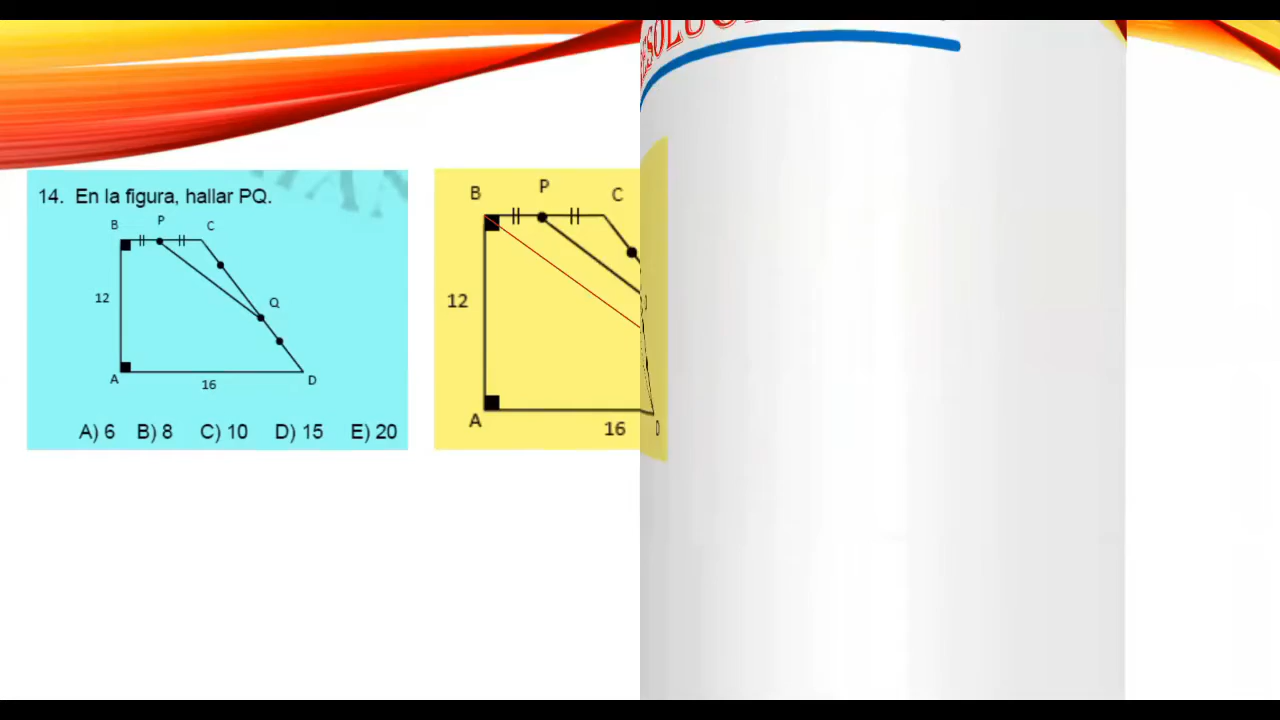 14. En la figura, hallar PQ.
B P C
12
Q
A 16 D
A) 6 B) 8 C) 10 D) 15 E) 20
B P C
12
A 16 D